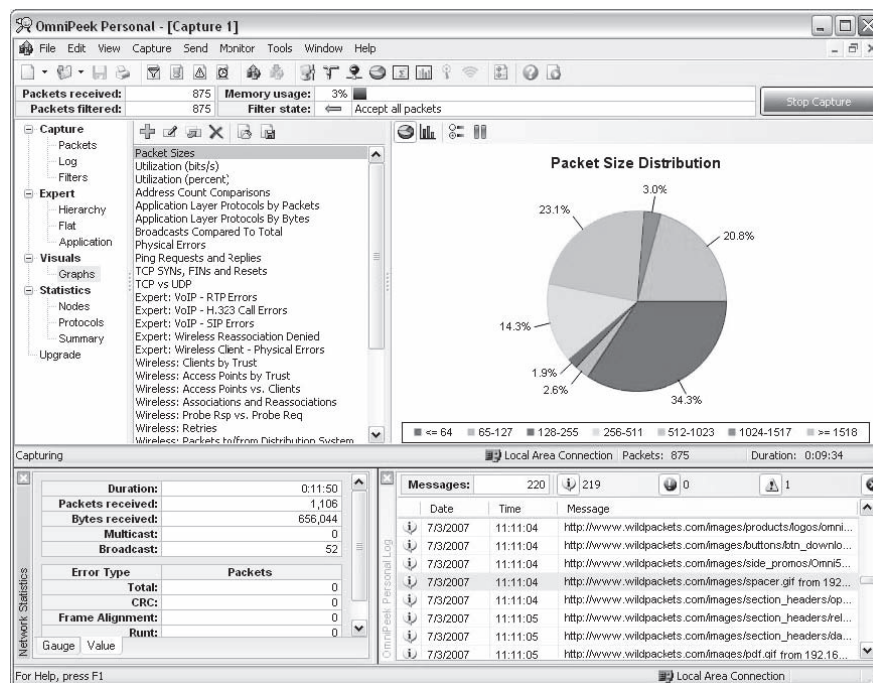 OmniPeek Personal - [Capture 1]
File Edit View Capture Send Monitor Tools Window Help
Packets received: 875 Memory usage: 3%
Packets filtered: 875 Filter state: Accept all packets
Stop Capture
Capture
Packets
Log
Filters
Expert
Hierarchy
Flat
Application
Visuals
Graphs
Statistics
Nodes
Protocols
Summary
Upgrade
Packet Sizes
Utilization (bits/s)
Utilization (percent)
Address Count Comparisons
Application Layer Protocols by Packets
Application Layer Protocols By Bytes
Broadcasts Compared To Total
Physical Errors
Ping Requests and Replies
TCP SYNs, FINs and Resets
TCP vs UDP
Expert: VoIP - RTP Errors
Expert: VoIP - H.323 Call Errors
Expert: VoIP - SIP Errors
Expert: Wireless Reassociation Denied
Expert: Wireless Client - Physical Errors
Wireless: Clients by Trust
Wireless: Access Points by Trust
Wireless: Access Points vs. Clients
Wireless: Associations and Reassociations
Wireless: Probe Rsp vs. Probe Req
Wireless: Retries
Wireless: Packets to/from Distribution System
Packet Size Distribution
3.0%
23.1%
20.8%
14.3%
1.9%
2.6%
34.3%
<= 64 65-127 128-255 256-511 512-1023 1024-1517 >= 1518
Capturing Local Area Connection Packets: 875 Duration: 0:09:34
Network Statistics
Duration: 0:11:50
Packets received: 1,106
Bytes received: 656,044
Multicast: 0
Broadcast: 52
Error Type Packets
Total: 0
CRC: 0
Frame Alignment: 0
Runt: 0
Gauge Value
OmniPeek Personal Log
Messages: 220 219 0 1
Date Time Message
7/3/2007 11:11:04 http://www.wildpackets.com/images/products/logos/omni...
7/3/2007 11:11:04 http://www.wildpackets.com/images/buttons/btn_downlo...
7/3/2007 11:11:04 http://www.wildpackets.com/images/side_promos/Omni5...
7/3/2007 11:11:04 http://www.wildpackets.com/images/spacer.gif from 192...
7/3/2007 11:11:04 http://www.wildpackets.com/images/section_headers/op...
7/3/2007 11:11:05 http://www.wildpackets.com/images/section_headers/rel...
7/3/2007 11:11:05 http://www.wildpackets.com/images/section_headers/da...
7/3/2007 11:11:05 http://www.wildpackets.com/images/pdf.gif from 192.16...
For Help, press F1 Local Area Connection